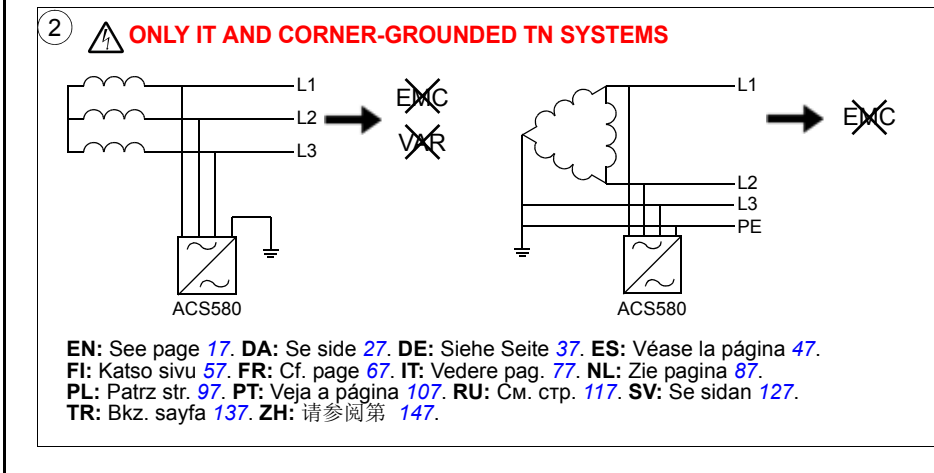 2
ONLY IT AND CORNER-GROUNDED TN SYSTEMS
L1
L2
L3
EMC
VAR
ACS580
L1
L2
L3
PE
EMC
ACS580
EN: See page 17. DA: Se side 27. DE: Siehe Seite 37. ES: Véase la página 47.
FI: Katso sivu 57. FR: Cf. page 67. IT: Vedere pag. 77. NL: Zie pagina 87.
PL: Patrz str. 97. PT: Veja a página 107. RU: См. стр. 117. SV: Se sidan 127.
TR: Bkz. sayfa 137. ZH: 请参阅第 147.